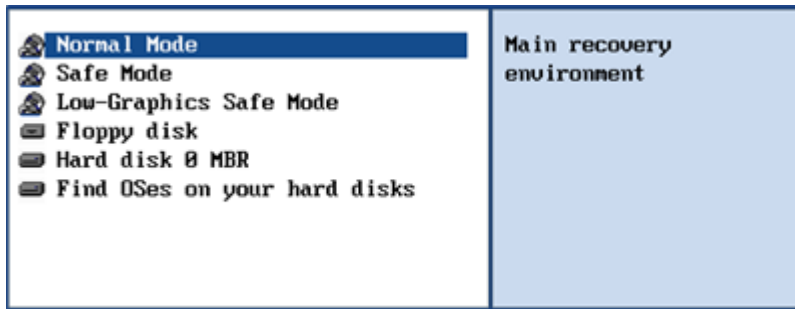 Normal Mode
Safe Mode
Low-Graphics Safe Mode
Floppy disk
Hard disk 0 MBR
Find OSes on your hard disks
Main recovery
environment